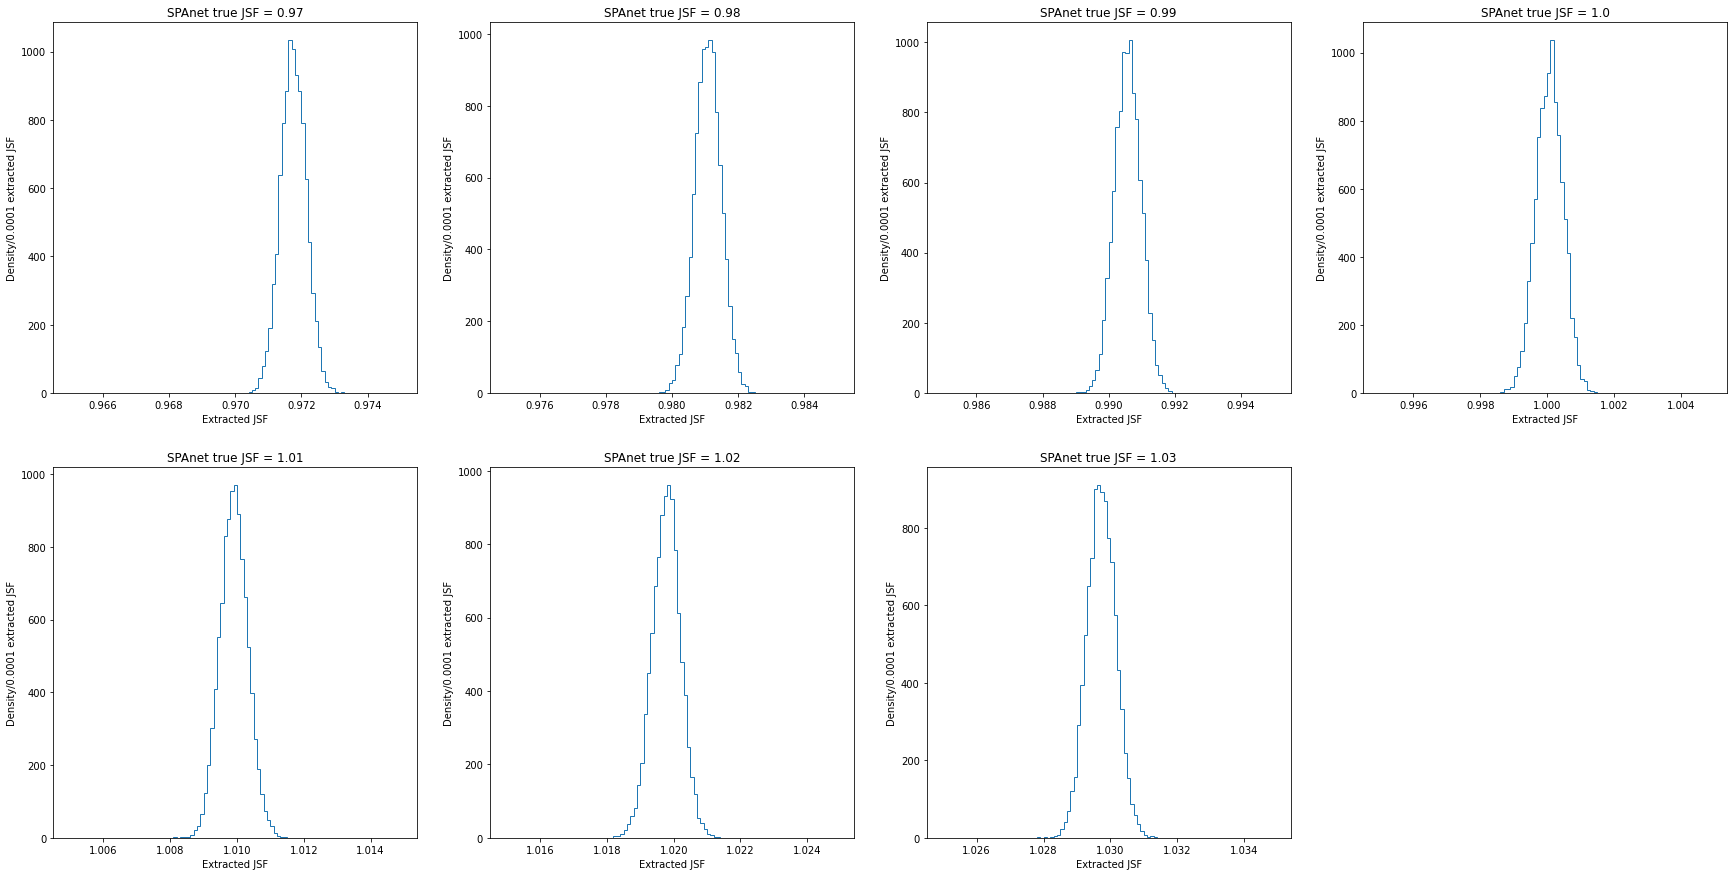 SPAnet true JSF = 0.97
SPAnet true JSF = 0.98
SPAnet true JSF = 0.99
SPAnet true JSF = 1.0
Density/0.0001 extracted JSF
1000
800
600
400
200
0
0.966 0.968 0.970 0.972 0.974
Extracted JSF
Density/0.0001 extracted JSF
1000
800
600
400
200
0
0.976 0.978 0.980 0.982 0.984
Extracted JSF
Density/0.0001 extracted JSF
1000
800
600
400
200
0
0.986 0.988 0.990 0.992 0.994
Extracted JSF
Density/0.0001 extracted JSF
1000
800
600
400
200
0
0.996 0.998 1.000 1.002 1.004
Extracted JSF
SPAnet true JSF = 1.01
SPAnet true JSF = 1.02
SPAnet true JSF = 1.03
Density/0.0001 extracted JSF
1000
800
600
400
200
0
1.006 1.008 1.010 1.012 1.014
Extracted JSF
Density/0.0001 extracted JSF
1000
800
600
400
200
0
1.016 1.018 1.020 1.022 1.024
Extracted JSF
Density/0.0001 extracted JSF
800
600
400
200
0
1.026 1.028 1.030 1.032 1.034
Extracted JSF